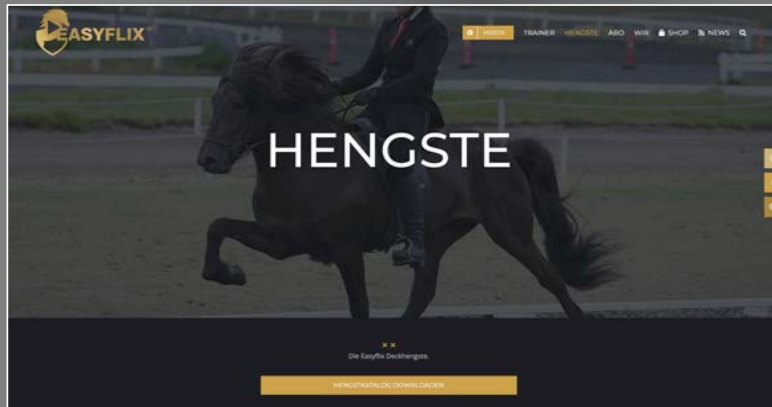 EASYFLIX
VIDEOS TRAINER HENGSTE ABO WIR SHOP NEWS
HENGSTE
Die Easyflix Deckhengste.
HENGSTKATALOG DOWNLOADEN